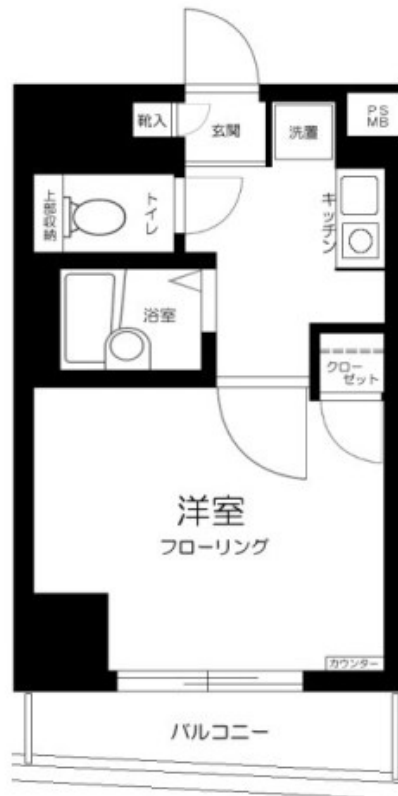 靴入
玄関
洗置
PS
MB
上部収納
トイレ
キッチン
浴室
クロー
ゼット
洋室
フローリング
カウンター
バルコニー